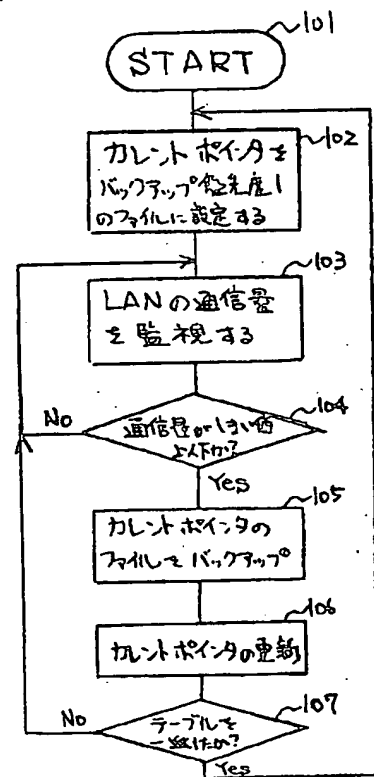 101
START
102
カレントポインタを
バックアップ優先度1
のファイルに設定する
103
LANの通信量
を監視する
104
No
通信量がしきい値
以下か?
Yes
105
カレントポインタの
ファイルをバックアップ
106
カレントポインタの更新
107
No
テーブルを
一巡したか?
Yes